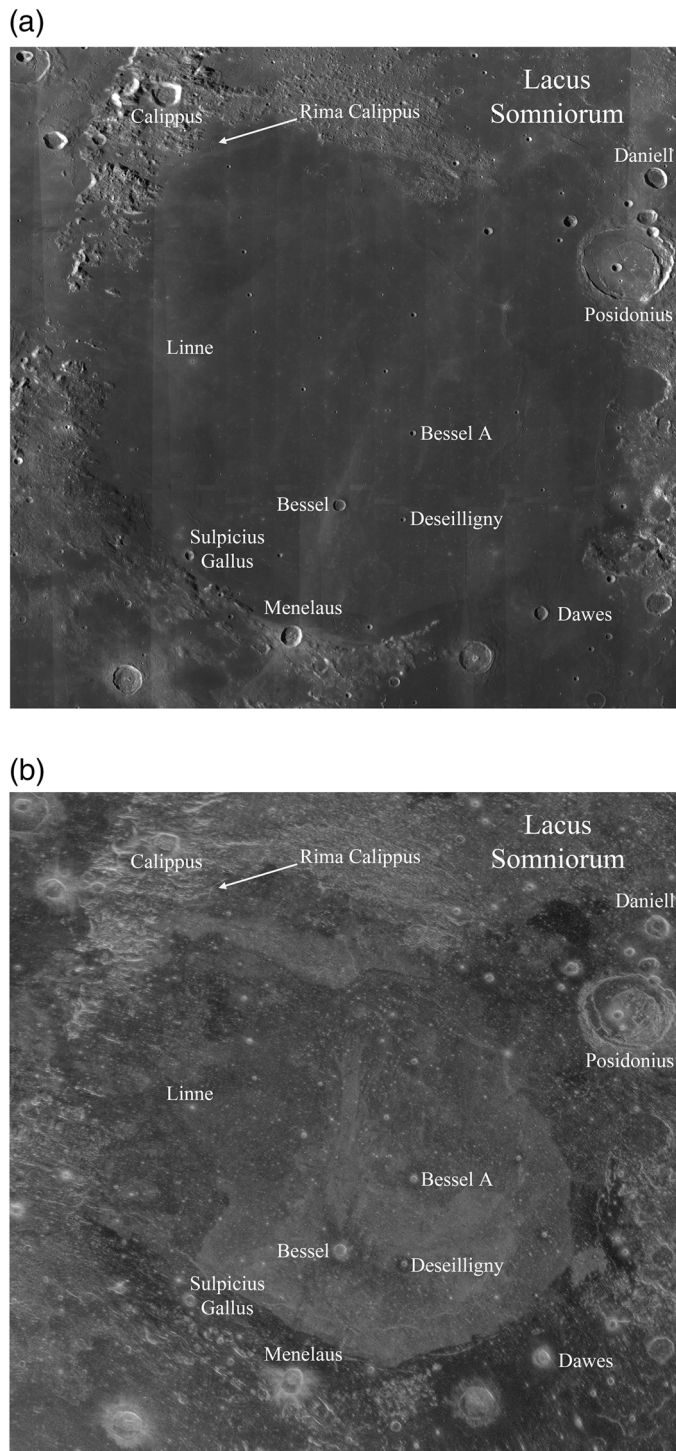 (a)
Lacus
Somniorum
Calippus
Rima Calippus
Daniell
Posidonius
Linne
Bessel A
Bessel
Deseilligny
Sulpicius
Gallus
Menelaus
Dawes
(b)
Lacus
Somniorum
Calippus
Rima Calippus
Daniell
Posidonius
Linne
Bessel A
Bessel
Deseilligny
Sulpicius
Gallus
Menelaus
Dawes